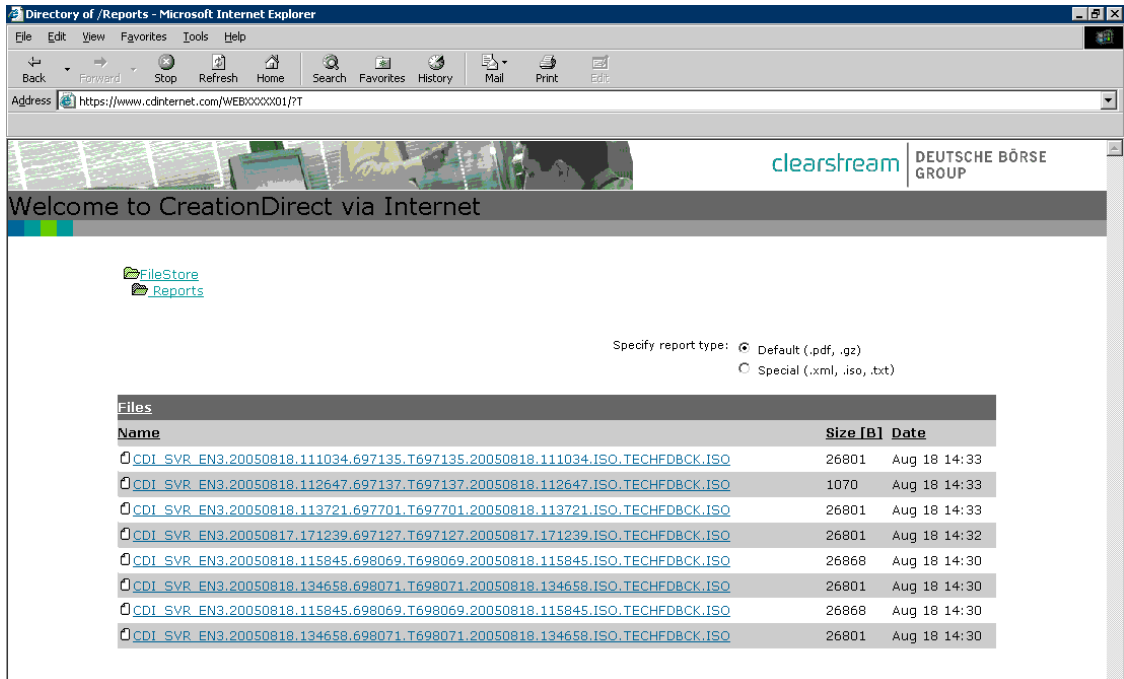 Directory of /Reports - Microsoft Internet Explorer
File Edit View Favorites Tools Help
Back Forward Stop Refresh Home Search Favorites History Mail Print Edit
Address https://www.cdinternet.com/WEBXXXXX01/?T
clearstream DEUTSCHE BÖRSE
GROUP
Welcome to CreationDirect via Internet
FileStore
Reports
Specify report type: Default (.pdf, .gz)
Special (.xml, .iso, .txt)
Files
Name Size [B] Date
CDI_SVR_EN3.20050818.111034.697135.T697135.20050818.111034.ISO.TECHFDBCK.ISO 26801 Aug 18 14:33
CDI_SVR_EN3.20050818.112647.697137.T697137.20050818.112647.ISO.TECHFDBCK.ISO 1070 Aug 18 14:33
CDI_SVR_EN3.20050818.113721.697701.T697701.20050818.113721.ISO.TECHFDBCK.ISO 26801 Aug 18 14:33
CDI_SVR_EN3.20050817.171239.697127.T697127.20050817.171239.ISO.TECHFDBCK.ISO 26801 Aug 18 14:32
CDI_SVR_EN3.20050818.115845.698069.T698069.20050818.115845.ISO.TECHFDBCK.ISO 26868 Aug 18 14:30
CDI_SVR_EN3.20050818.134658.698071.T698071.20050818.134658.ISO.TECHFDBCK.ISO 26801 Aug 18 14:30
CDI_SVR_EN3.20050818.115845.698069.T698069.20050818.115845.ISO.TECHFDBCK.ISO 26868 Aug 18 14:30
CDI_SVR_EN3.20050818.134658.698071.T698071.20050818.134658.ISO.TECHFDBCK.ISO 26801 Aug 18 14:30